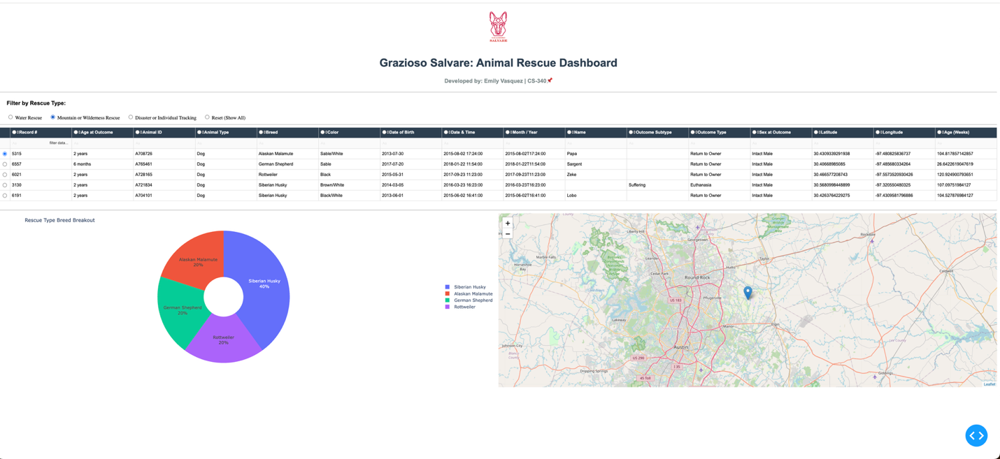 SALVARE
Grazioso Salvare: Animal Rescue Dashboard
Developed by: Emily Vasquez | CS-340
Filter by Rescue Type:
Water Rescue Mountain or Wilderness Rescue Disaster or Individual Tracking Reset (Show All)
Record # Age at Outcome Animal ID Animal Type Breed Color Date of Birth Date & Time Month / Year Name Outcome Subtype Outcome Type Sex at Outcome Latitude Longitude Age (Weeks)
filter data...
5315 2 years A708726 Dog Alaskan Malamute Sable/White 2013-07-30 2015-08-02 17:24:00 2015-08-02T17:24:00 Papa Return to Owner Intact Male 30.4309339291938 -97.480825836737 104.817857142857
6557 6 months A765461 Dog German Shepherd Sable 2017-07-20 2018-01-22 11:54:00 2018-01-22T11:54:00 Sargent Return to Owner Intact Male 30.40668985085 -97.485680334264 26.6422619047619
6021 2 years A728165 Dog Rottweiler Black 2015-05-31 2017-09-23 11:23:00 2017-09-23T11:23:00 Zeke Return to Owner Intact Male 30.466577208743 -97.5573520930426 120.924900793651
3130 2 years A721834 Dog Siberian Husky Brown/White 2014-03-05 2016-03-23 16:23:00 2016-03-23T16:23:00 Suffering Euthanasia Intact Male 30.5680998448899 -97.320550480325 107.09751984127
6191 2 years A704101 Dog Siberian Husky Black/White 2013-06-01 2015-06-02 16:41:00 2015-06-02T16:41:00 Lobo Return to Owner Intact Male 30.4263764229275 -97.4309581796886 104.527876984127
Rescue Type Breed Breakout
Alaskan Malamute
20%
Siberian Husky
40%
German Shepherd
20%
Rottweiler
20%
Siberian Husky
Alaskan Malamute
German Shepherd
Rottweiler
+
−
Liberty Hill
Georgetown
Rockdale
Marble Falls
Leander
Taylor
Horseshoe
Bay
Hutto
Cedar Park
Caldwell
Round Rock
US 183
Pflugerville
Lakeway
Manor
Elgin
Johnson City
Austin
Lee County
Blanco
County
US 290
I 35
Dripping Springs
Giddings
45 Toll
Leaflet